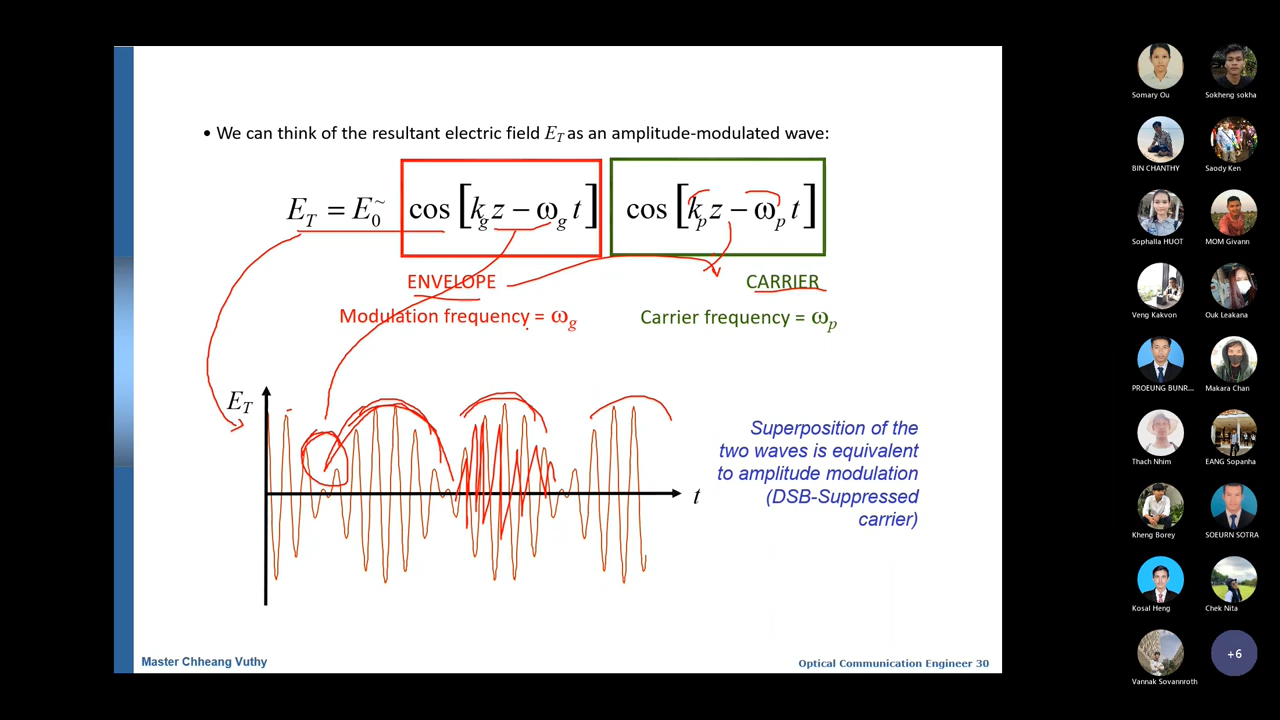 • We can think of the resultant electric field E_T as an amplitude-modulated wave:
E_T = E_0^~ cos [k_g z − ω_g t] cos [k_p z − ω_p t]
ENVELOPE CARRIER
Modulation frequency = ω_g Carrier frequency = ω_p
E_T
t
Superposition of the
two waves is equivalent
to amplitude modulation
(DSB-Suppressed
carrier)
Master Chheang Vuthy Optical Communication Engineer 30
Somary Ou Sokheng sokha
BIN CHANTHY Saody Ken
Sophalla HUOT MOM Givann
Veng Kakvon Ouk Leakana
PROEUNG BUNR... Makara Chan
Thach Nhim EANG Sopanha
Kheng Borey SOEURN SOTRA
Kosal Heng Chek Nita
+6
Vannak Sovannroth